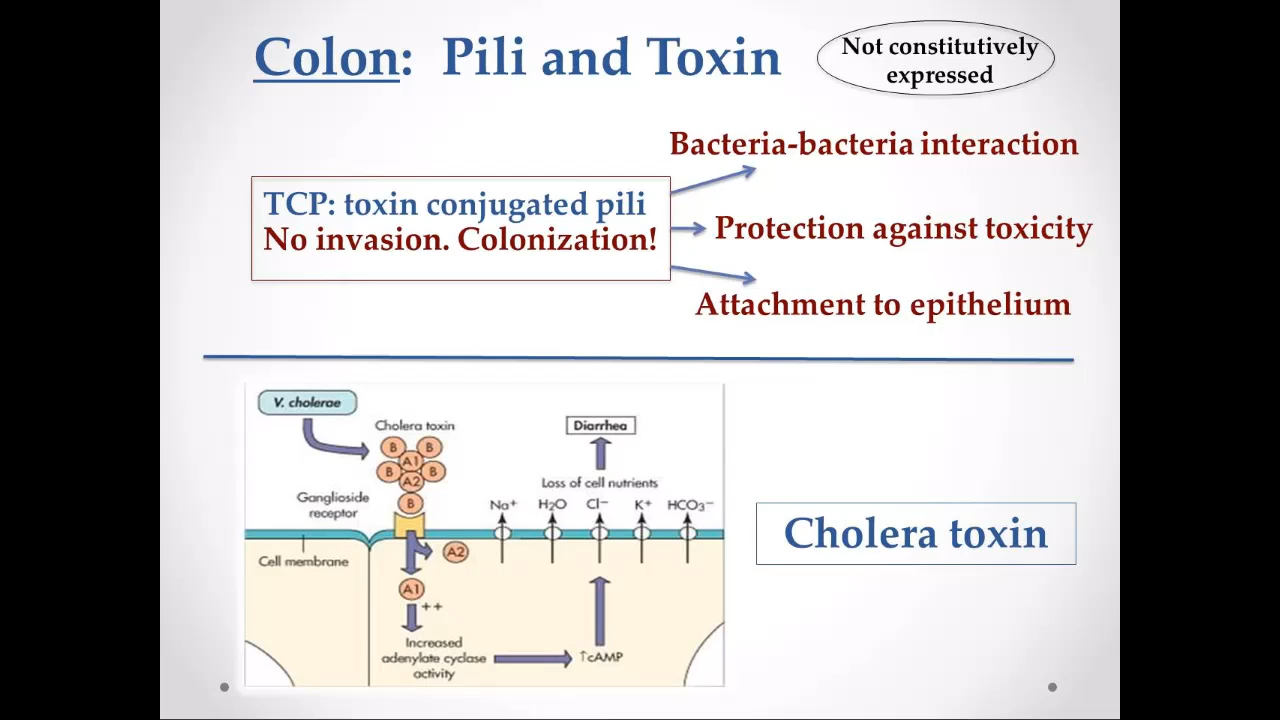 Colon: Pili and Toxin
Not constitutively
expressed
Bacteria-bacteria interaction
TCP: toxin conjugated pili
No invasion. Colonization!
Protection against toxicity
Attachment to epithelium
V. cholerae
Cholera toxin
B B
A1
B B
A2
B
Ganglioside
receptor
Cell membrane
A2
A1
++
Increased
adenylate cyclase
activity
↑cAMP
Diarrhea
Loss of cell nutrients
Na⁺ H₂O Cl⁻ K⁺ HCO₃⁻
Cholera toxin